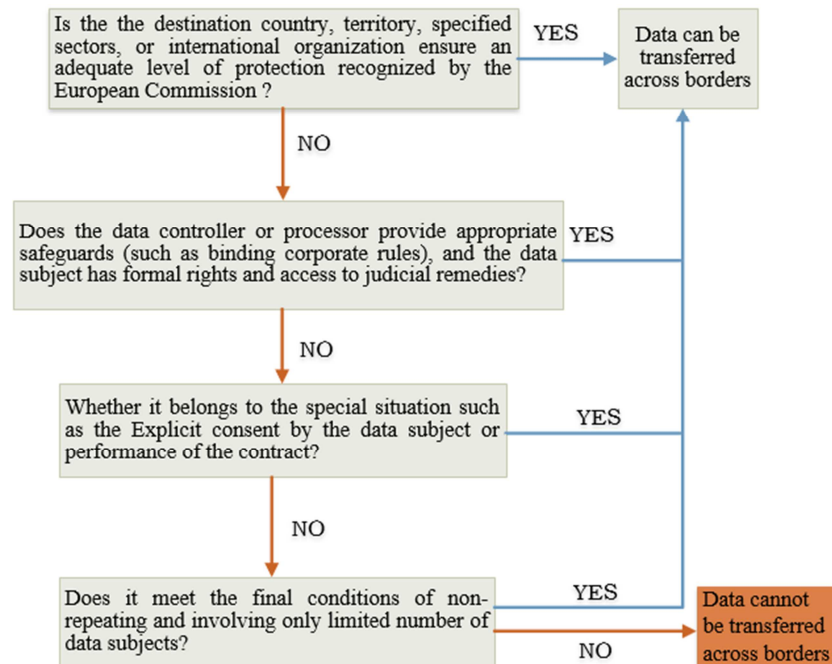 Is the the destination country, territory, specified
sectors, or international organization ensure an
adequate level of protection recognized by the
European Commission ?
YES
Data can be
transferred
across borders
NO
Does the data controller or processor provide appropriate
safeguards (such as binding corporate rules), and the data
subject has formal rights and access to judicial remedies?
YES
NO
Whether it belongs to the special situation such
as the Explicit consent by the data subject or
performance of the contract?
YES
NO
Does it meet the final conditions of non-
repeating and involving only limited number of
data subjects?
YES
NO
Data cannot
be transferred
across borders